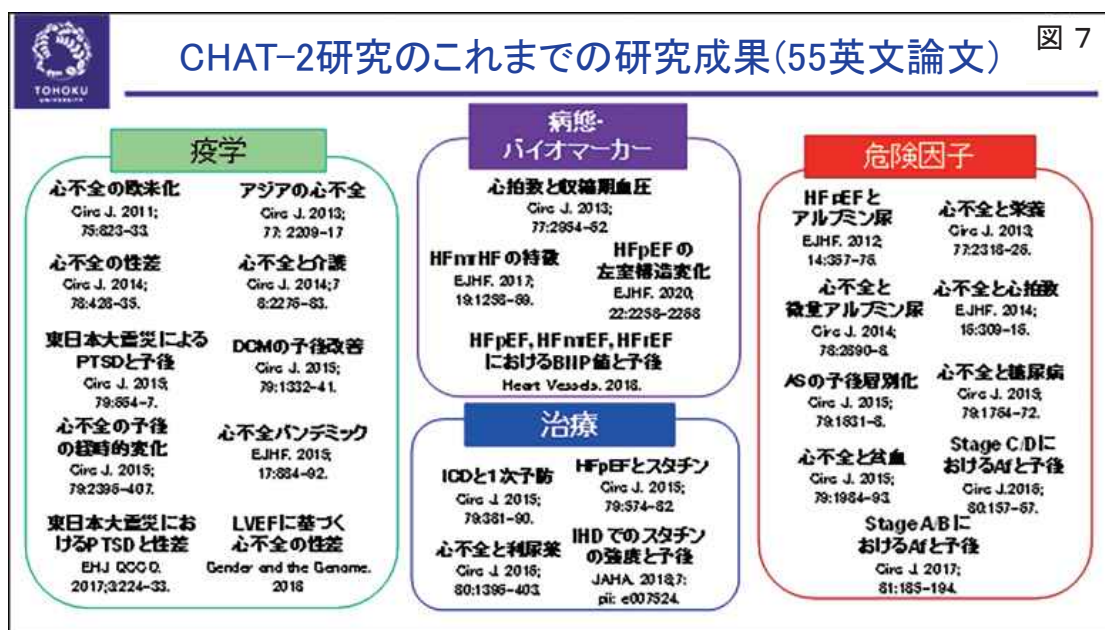 図 7
TOHOKU
UNIVERSITY
CHAT-2研究のこれまでの研究成果(55英文論文)
疫学
心不全の欧米化
Circ J. 2011;
75:823-33.
アジアの心不全
Circ J. 2013;
77: 2209-17
心不全の性差
Circ J. 2014;
78:428-35.
心不全と介護
Circ J. 2014;7
8:2276-83.
東日本大震災による
PTSDと予後
Circ J. 2015;
79:664-7.
DCMの予後改善
Circ J. 2015;
79:1332-41.
心不全の予後
の経時的変化
Circ J. 2015;
79:2396-407.
心不全パンデミック
EJHF. 2015;
17:884-92.
東日本大震災にお
けるPTSDと性差
EHJ QCCO.
2017;3:224-33.
LVEFに基づく
心不全の性差
Gender and the Genome.
2018
病態・
バイオマーカー
心拍数と収縮期血圧
Circ J. 2013;
HFmrHFの特徴
EJHF. 2017;
19:1258-69.
HFpEFの
左室構造変化
EJHF. 2020;
HFpEF, HFmrEF, HFrEF
におけるBNP値と予後
Heart Vessels. 2018.
治療
ICDと1次予防
Circ J. 2015;
79:381-90.
HFpEFとスタチン
Circ J. 2015;
79:574-82
心不全と利尿薬
Circ J 2016;
80:1396-403.
IHDでのスタチン
の強度と予後
JAHA. 2018;7:
pii: e007524.
危険因子
HFpEFと
アルブミン尿
EJHF. 2012;
心不全と栄養
Circ J. 2013;
心不全と
微量アルブミン尿
Circ J. 2014;
78:2890-8.
心不全と心拍数
EJHF. 2014;
ASの予後層別化
Circ J. 2015;
心不全と糖尿病
Circ J. 2015;
心不全と貧血
Circ J. 2015;
79:1984-93.
Stage C/Dに
おけるAfと予後
Circ J.2016;
80:157-67.
Stage A/Bに
おけるAfと予後
Circ J 2017;
81:185-194.